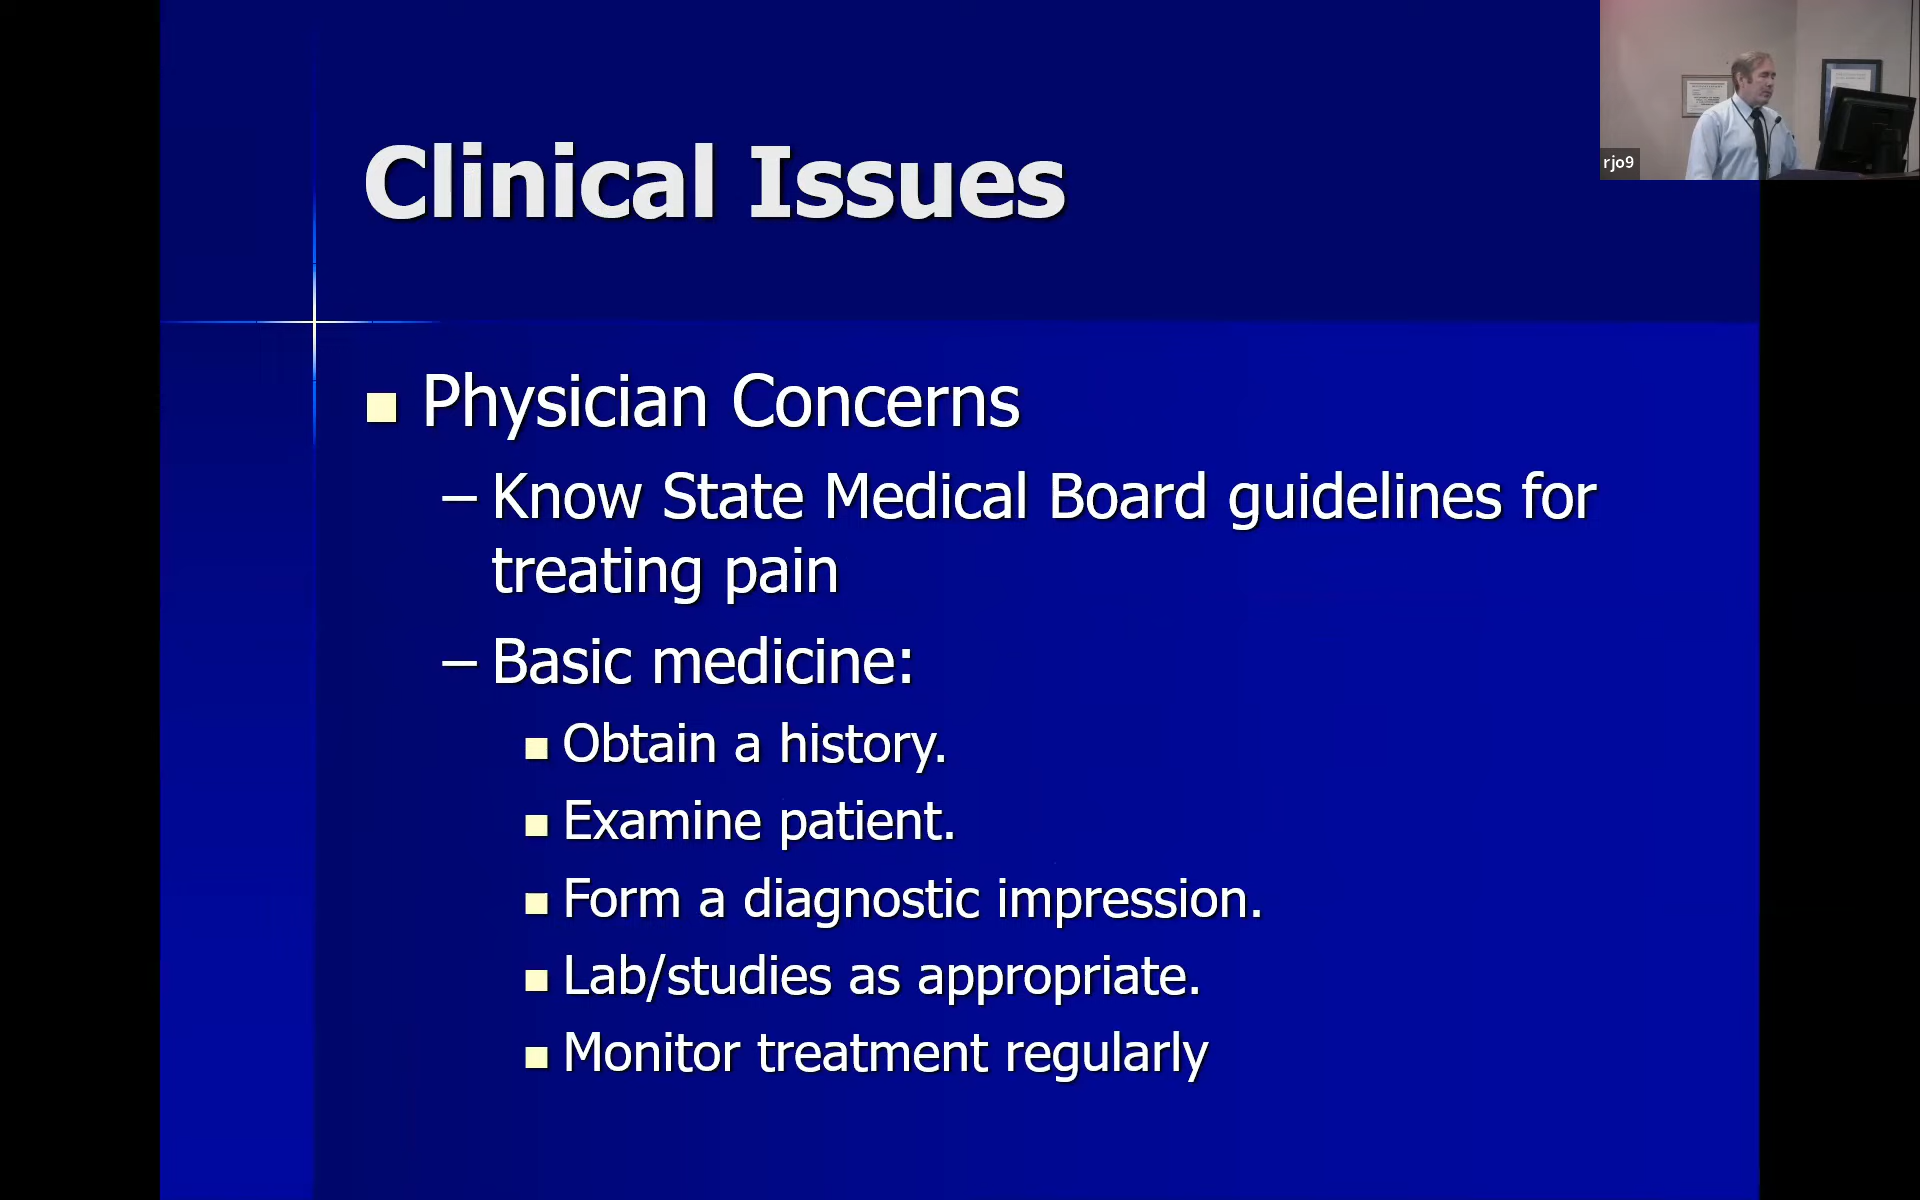 Clinical Issues
rjo9
Physician Concerns
– Know State Medical Board guidelines for
treating pain
– Basic medicine:
Obtain a history.
Examine patient.
Form a diagnostic impression.
Lab/studies as appropriate.
Monitor treatment regularly